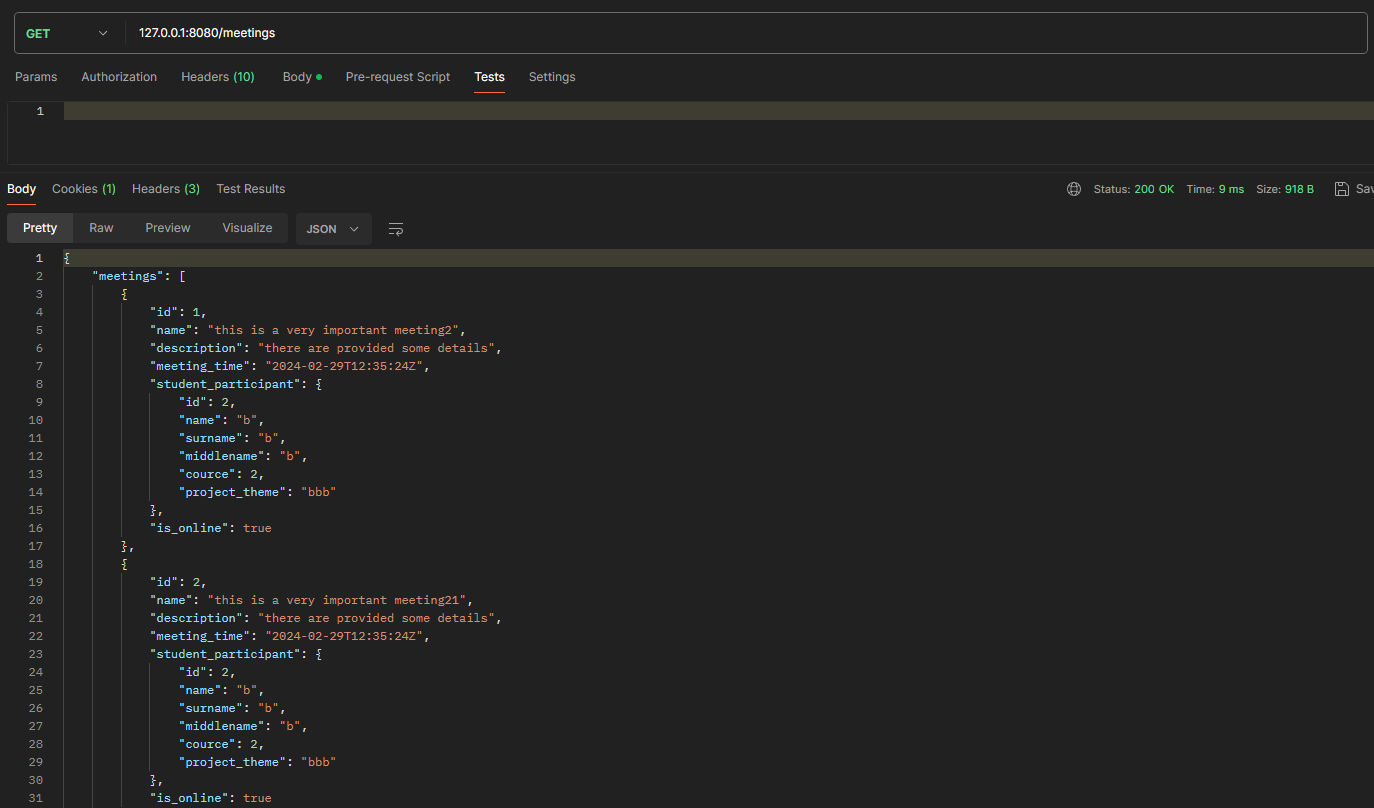 GET 127.0.0.1:8080/meetings
Params Authorization Headers (10) Body Pre-request Script Tests Settings
1
Body Cookies (1) Headers (3) Test Results Status: 200 OK Time: 9 ms Size: 918 B Sav
Pretty Raw Preview Visualize JSON
1 {
2 "meetings": [
3 {
4 "id": 1,
5 "name": "this is a very important meeting2",
6 "description": "there are provided some details",
7 "meeting_time": "2024-02-29T12:35:24Z",
8 "student_participant": {
9 "id": 2,
10 "name": "b",
11 "surname": "b",
12 "middlename": "b",
13 "cource": 2,
14 "project_theme": "bbb"
15 },
16 "is_online": true
17 },
18 {
19 "id": 2,
20 "name": "this is a very important meeting21",
21 "description": "there are provided some details",
22 "meeting_time": "2024-02-29T12:35:24Z",
23 "student_participant": {
24 "id": 2,
25 "name": "b",
26 "surname": "b",
27 "middlename": "b",
28 "cource": 2,
29 "project_theme": "bbb"
30 },
31 "is_online": true